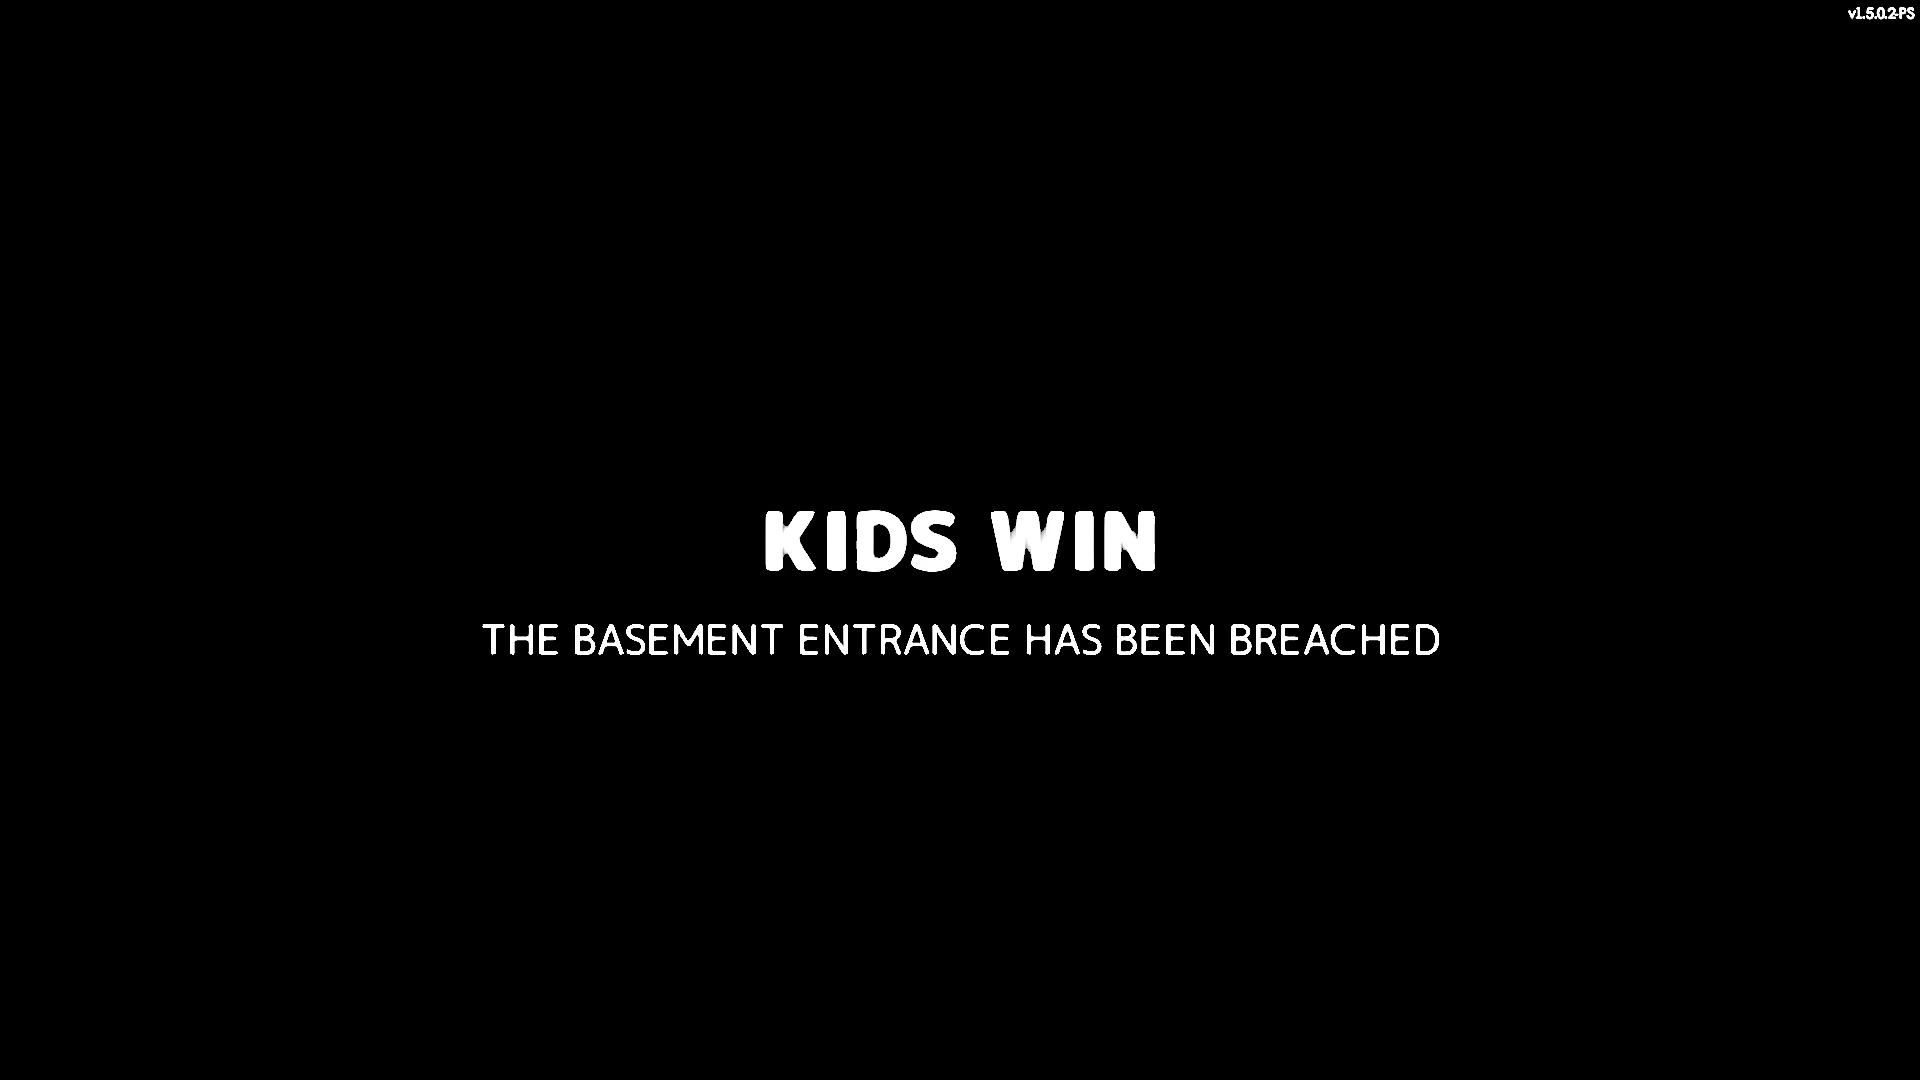 v1.5.0.2-PS
KIDS WIN
THE BASEMENT ENTRANCE HAS BEEN BREACHED